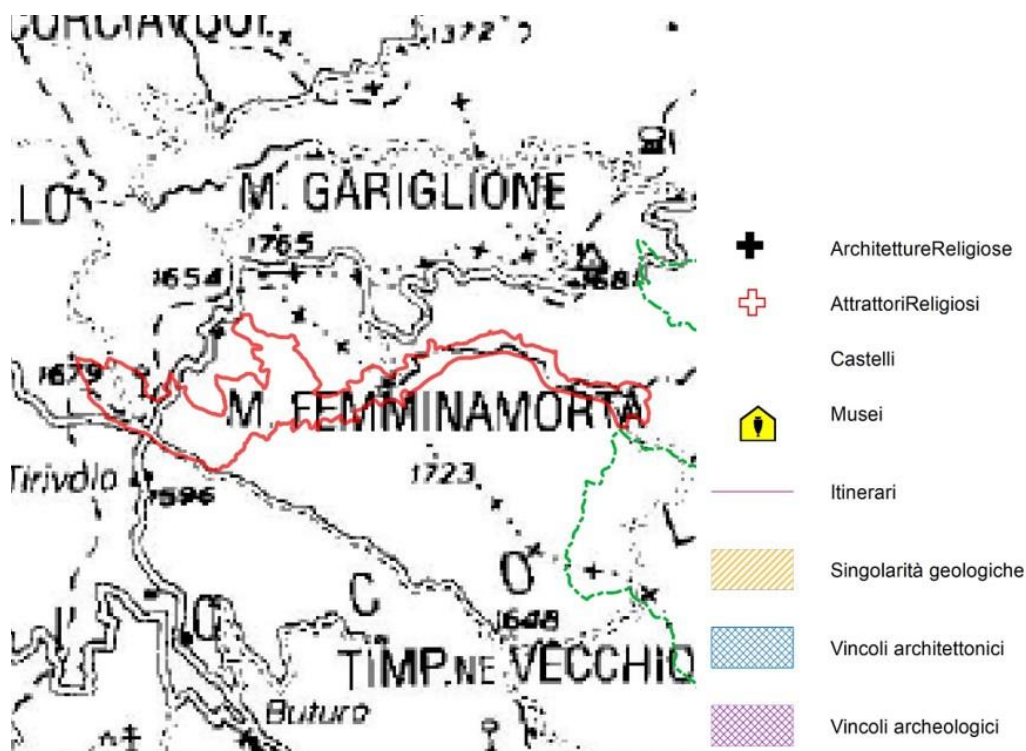 1372
M. GARIGLIONE
1765
1654
1681
1679
M. FEMMINAMORTA
1723
Tirivolo
1596
C
O
L
1648
TIMP.NE VECCHIO
Buturo
ArchitettureReligiose
AttrattoriReligiosi
Castelli
Musei
Itinerari
Singolarità geologiche
Vincoli architettonici
Vincoli archeologici